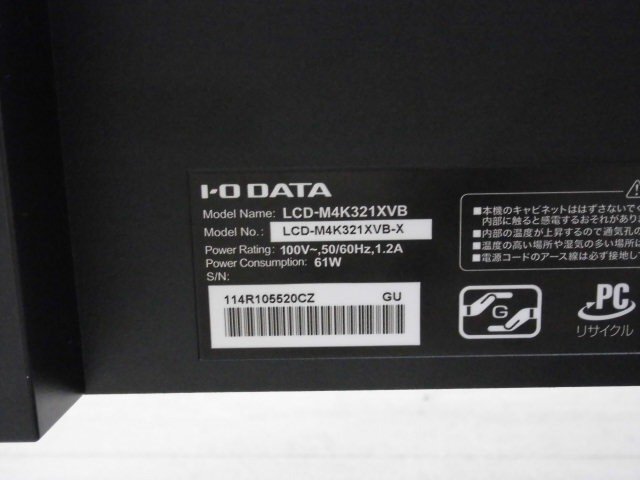 I-O DATA
Model Name: LCD-M4K321XVB
Model No.: LCD-M4K321XVB-X
Power Rating: 100V~,50/60Hz,1.2A
Power Consumption: 61W
S/N:
114R105520CZ GU
■本機のキャビネットははずさないでく
内部に触ると感電するおそれがあり
■内部の温度が上昇するので通気孔の
■温度の高い場所や湿気の多い場所に
■電源コードのアース線は必ず接地し
G
PC
リサイクル